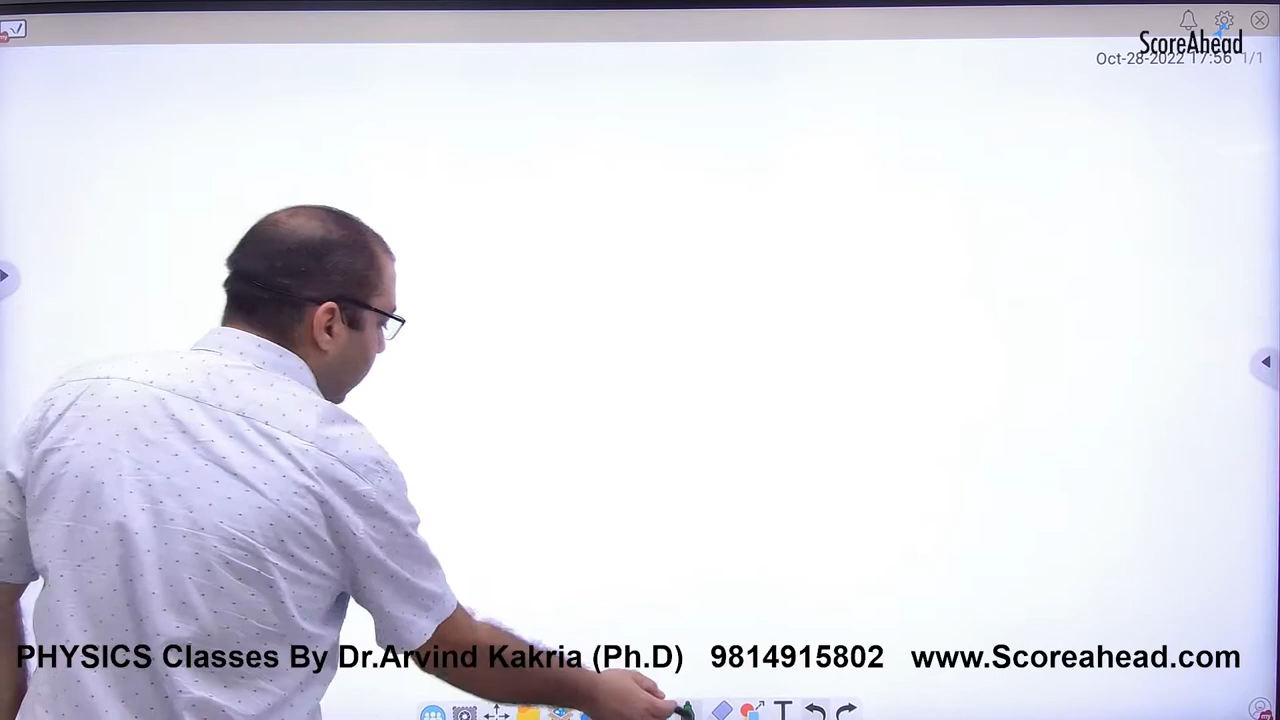 ScoreAhead
Oct-28-2022 17:56 1/1
PHYSICS Classes By Dr.Arvind Kakria (Ph.D) 9814915802 www.Scoreahead.com